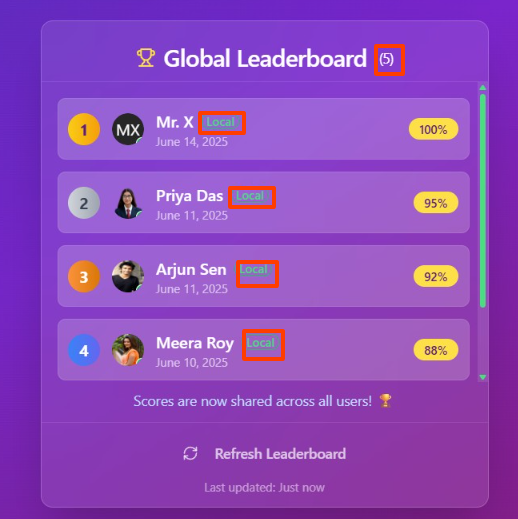 Global Leaderboard (5)
1 MX Mr. X Local 100%
June 14, 2025
2 Priya Das Local 95%
June 11, 2025
3 Arjun Sen Local 92%
June 11, 2025
4 Meera Roy Local 88%
June 10, 2025
Scores are now shared across all users! 🏆
Refresh Leaderboard
Last updated: Just now